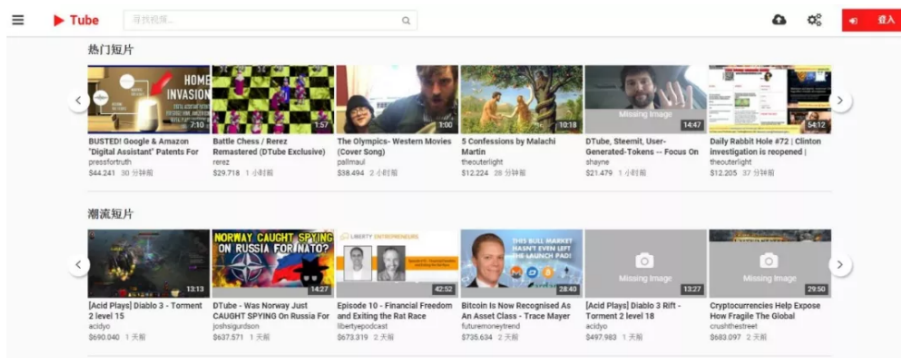 Tube
寻找视频...
登入
热门短片
HOME
INVASION
7:10
1:57
1:00
10:18
Missing Image
14:47
54:12
BUSTED! Google & Amazon
"Digital Assistant" Patents For
pressfortruth
$44.241 30 分钟前
Battle Chess / Rerez
Remastered (DTube Exclusive)
rerez
$29.718 1 小时前
The Olympics- Western Movies
(Cover Song)
pallmaul
$38.494 2 小时前
5 Confessions by Malachi
Martin
theouterlight
$12.224 28 分钟前
DTube, Steemit, User-
Generated-Tokens -- Focus On
shayne
$21.479 1 小时前
Daily Rabbit Hole #72 | Clinton
investigation is reopened |
theouterlight
$12.205 37 分钟前
潮流短片
13:13
NORWAY CAUGHT SPYING
ON RUSSIA FOR NATO?
14:27
LIBERTY ENTREPRENEURS
42:52
THIS BULL MARKET
HASN'T EVEN LEFT
THE LAUNCH PAD!
28:40
Missing Image
13:27
Missing Image
29:50
[Acid Plays] Diablo 3 - Torment
2 level 15
acidyo
$690.040 1 天前
DTube - Was Norway Just
CAUGHT SPYING On Russia For
joshsigurdson
$637.571 1 天前
Episode 10 - Financial Freedom
and Exiting the Rat Race
libertyepodcast
$673.319 2 天前
Bitcoin Is Now Recognised As
An Asset Class - Trace Mayer
futuremoneytrend
$735.634 2 天前
[Acid Plays] Diablo 3 Rift -
Torment 2 level 18
acidyo
$497.983 1 天前
Cryptocurrencies Help Expose
How Fragile The Global
crushthestreet
$683.097 2 天前